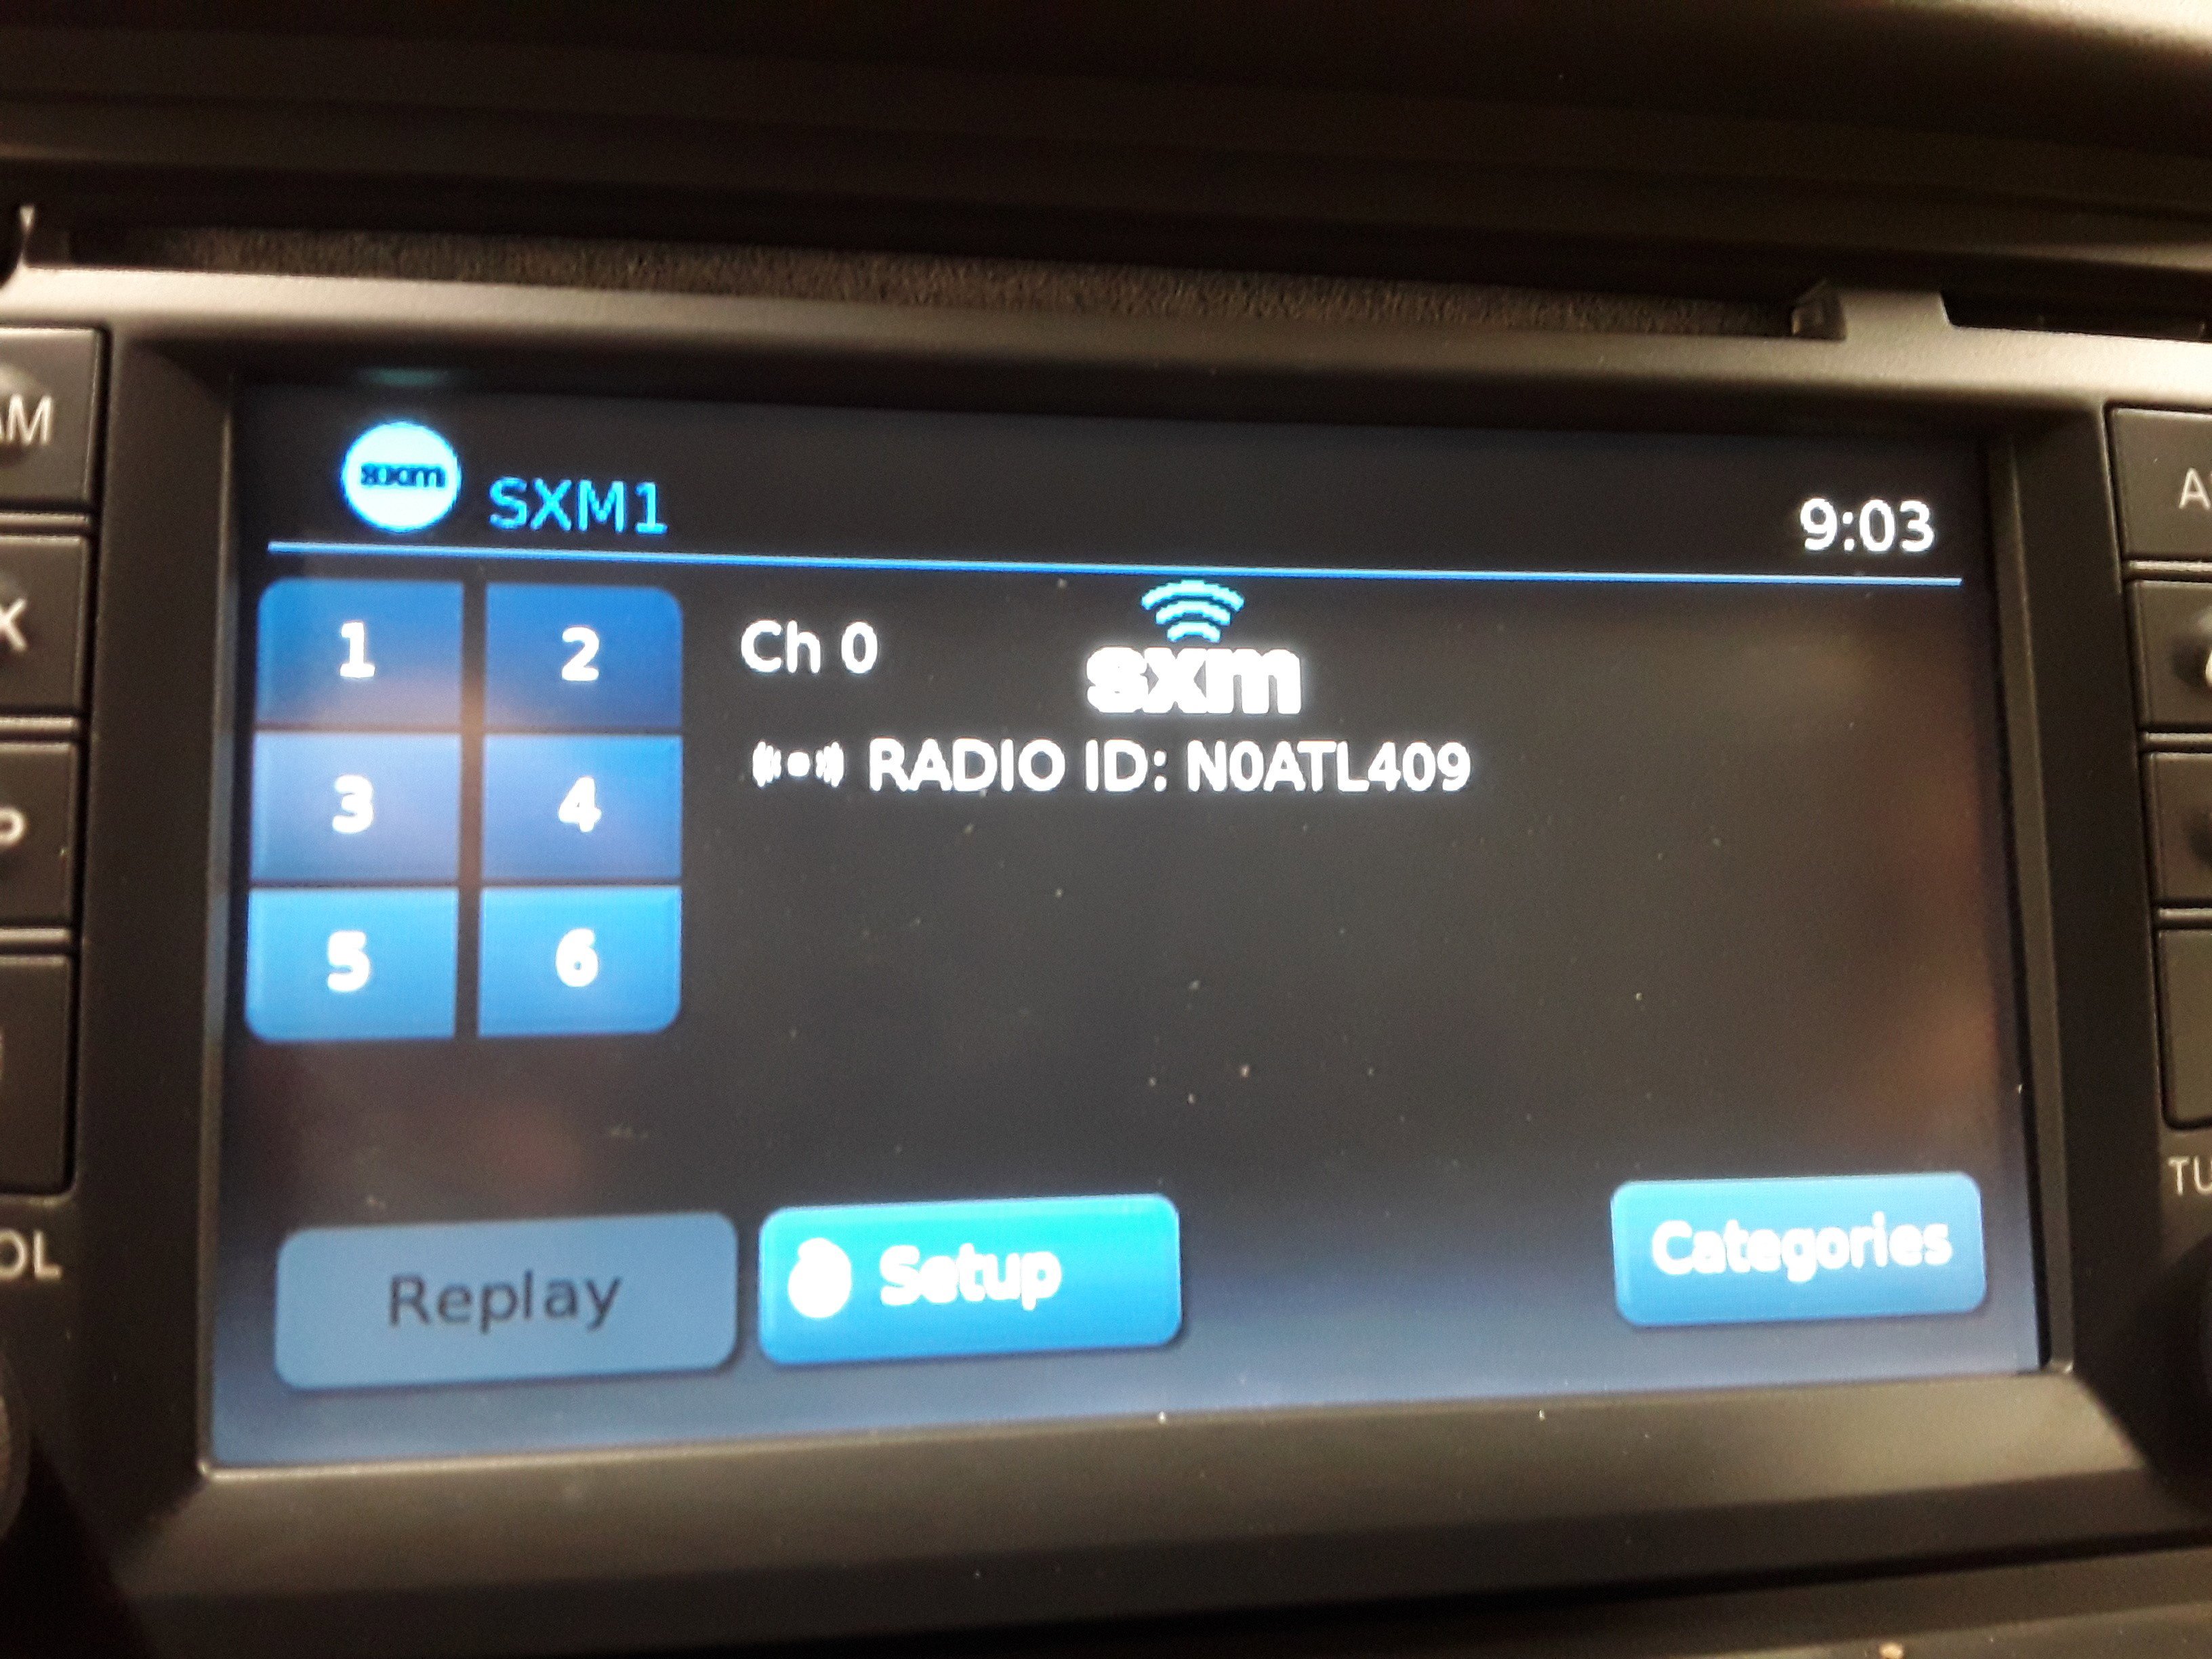 sxm SXM1
9:03
1 2
3 4
5 6
Ch 0
sxm
RADIO ID: N0ATL409
Replay
Setup
Categories